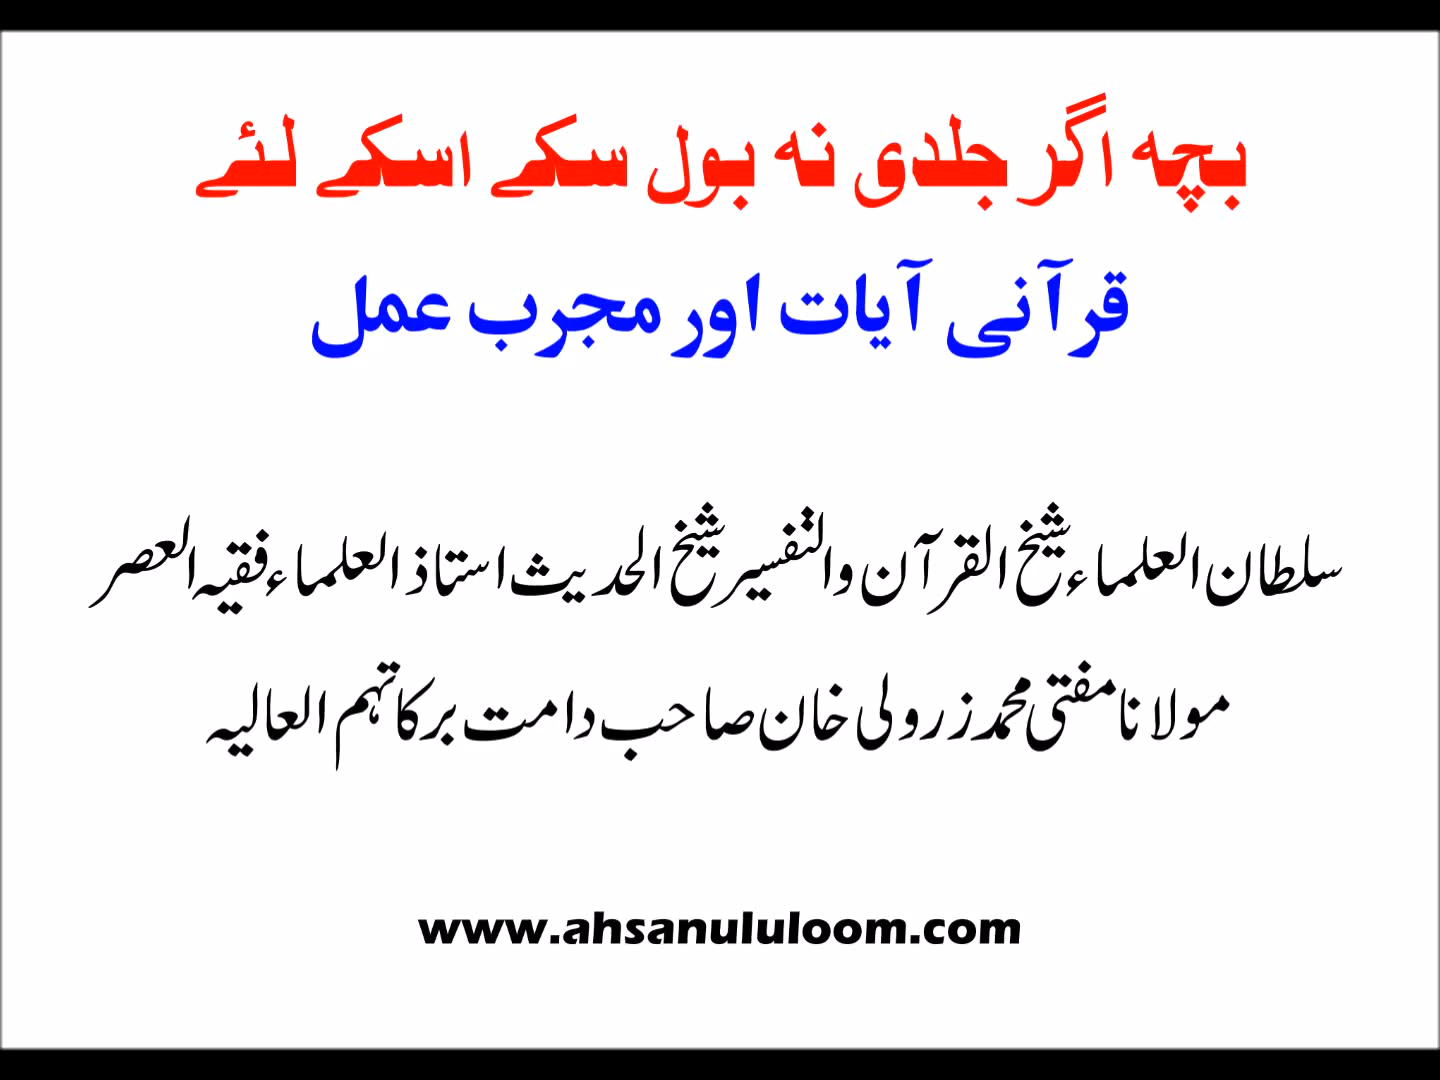 بچہ اگر جلدی نہ بول سکے اسکے لئے
قرآنی آیات اور مجرب عمل
سلطان العلماء شیخ القرآن والتفسیر شیخ الحدیث استاذ العلماء فقیہ العصر
مولانا مفتی محمد زرولی خان صاحب دامت برکاتہم العالیہ
www.ahsanululoom.com